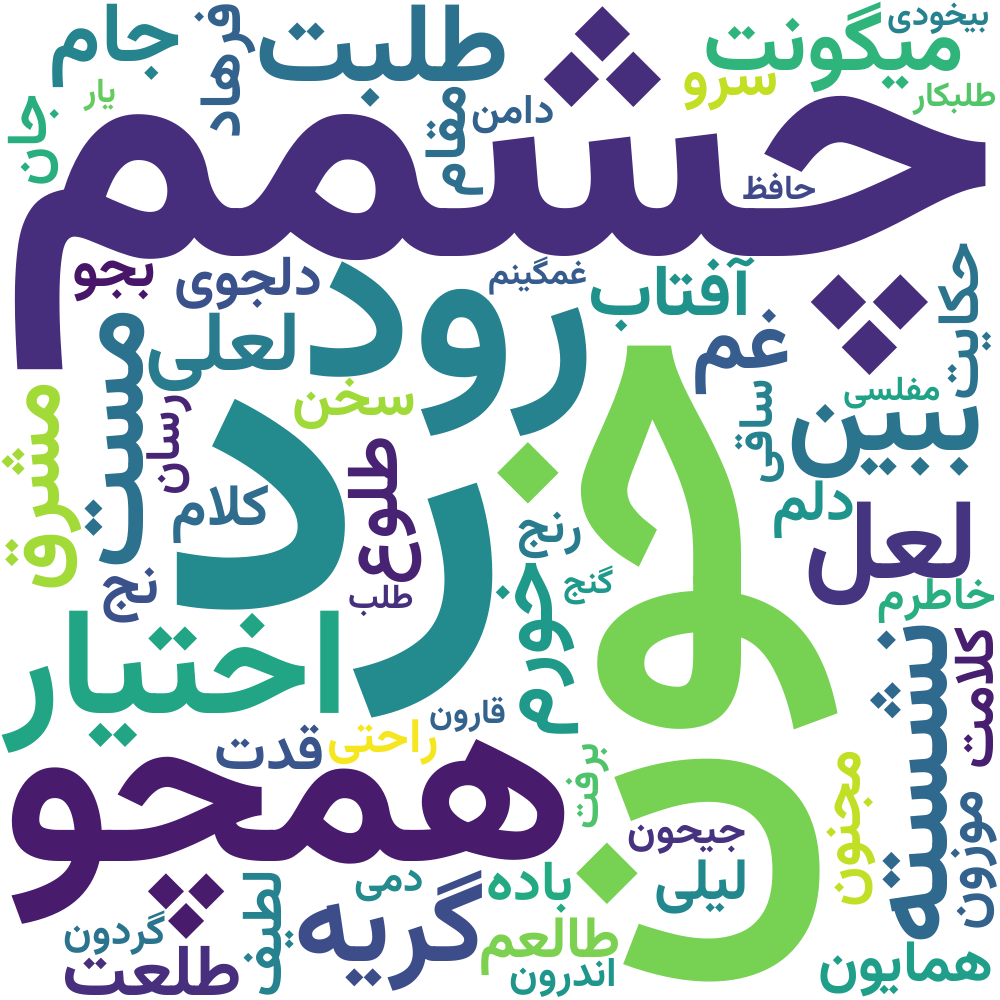 بیخودی
طلبت
جام
فرهاد
میگونت
سرو
یار
طلبکار
دامن
مقام
جان
چشمم
حافظ
بجو
دلجوی
غمگینم
آفتاب
حکایت
رود
لعلی
غم
مست
مفلسی
مشرق
سخن
ساقی
ببین
رسان
خون
زرد
طلوع
کلام
دلم
لعل
رنج
نج
گنج
طلب
خورم
خاطرم
اختیار
نشسته
کلامت
قارون
راحتی
قدت
برفت
همچو
مجنون
موزون
جیحون
لیلی
باده
دمی
گریه
لطیف
گردون
طالعم
طلعت
اندرون
همایون